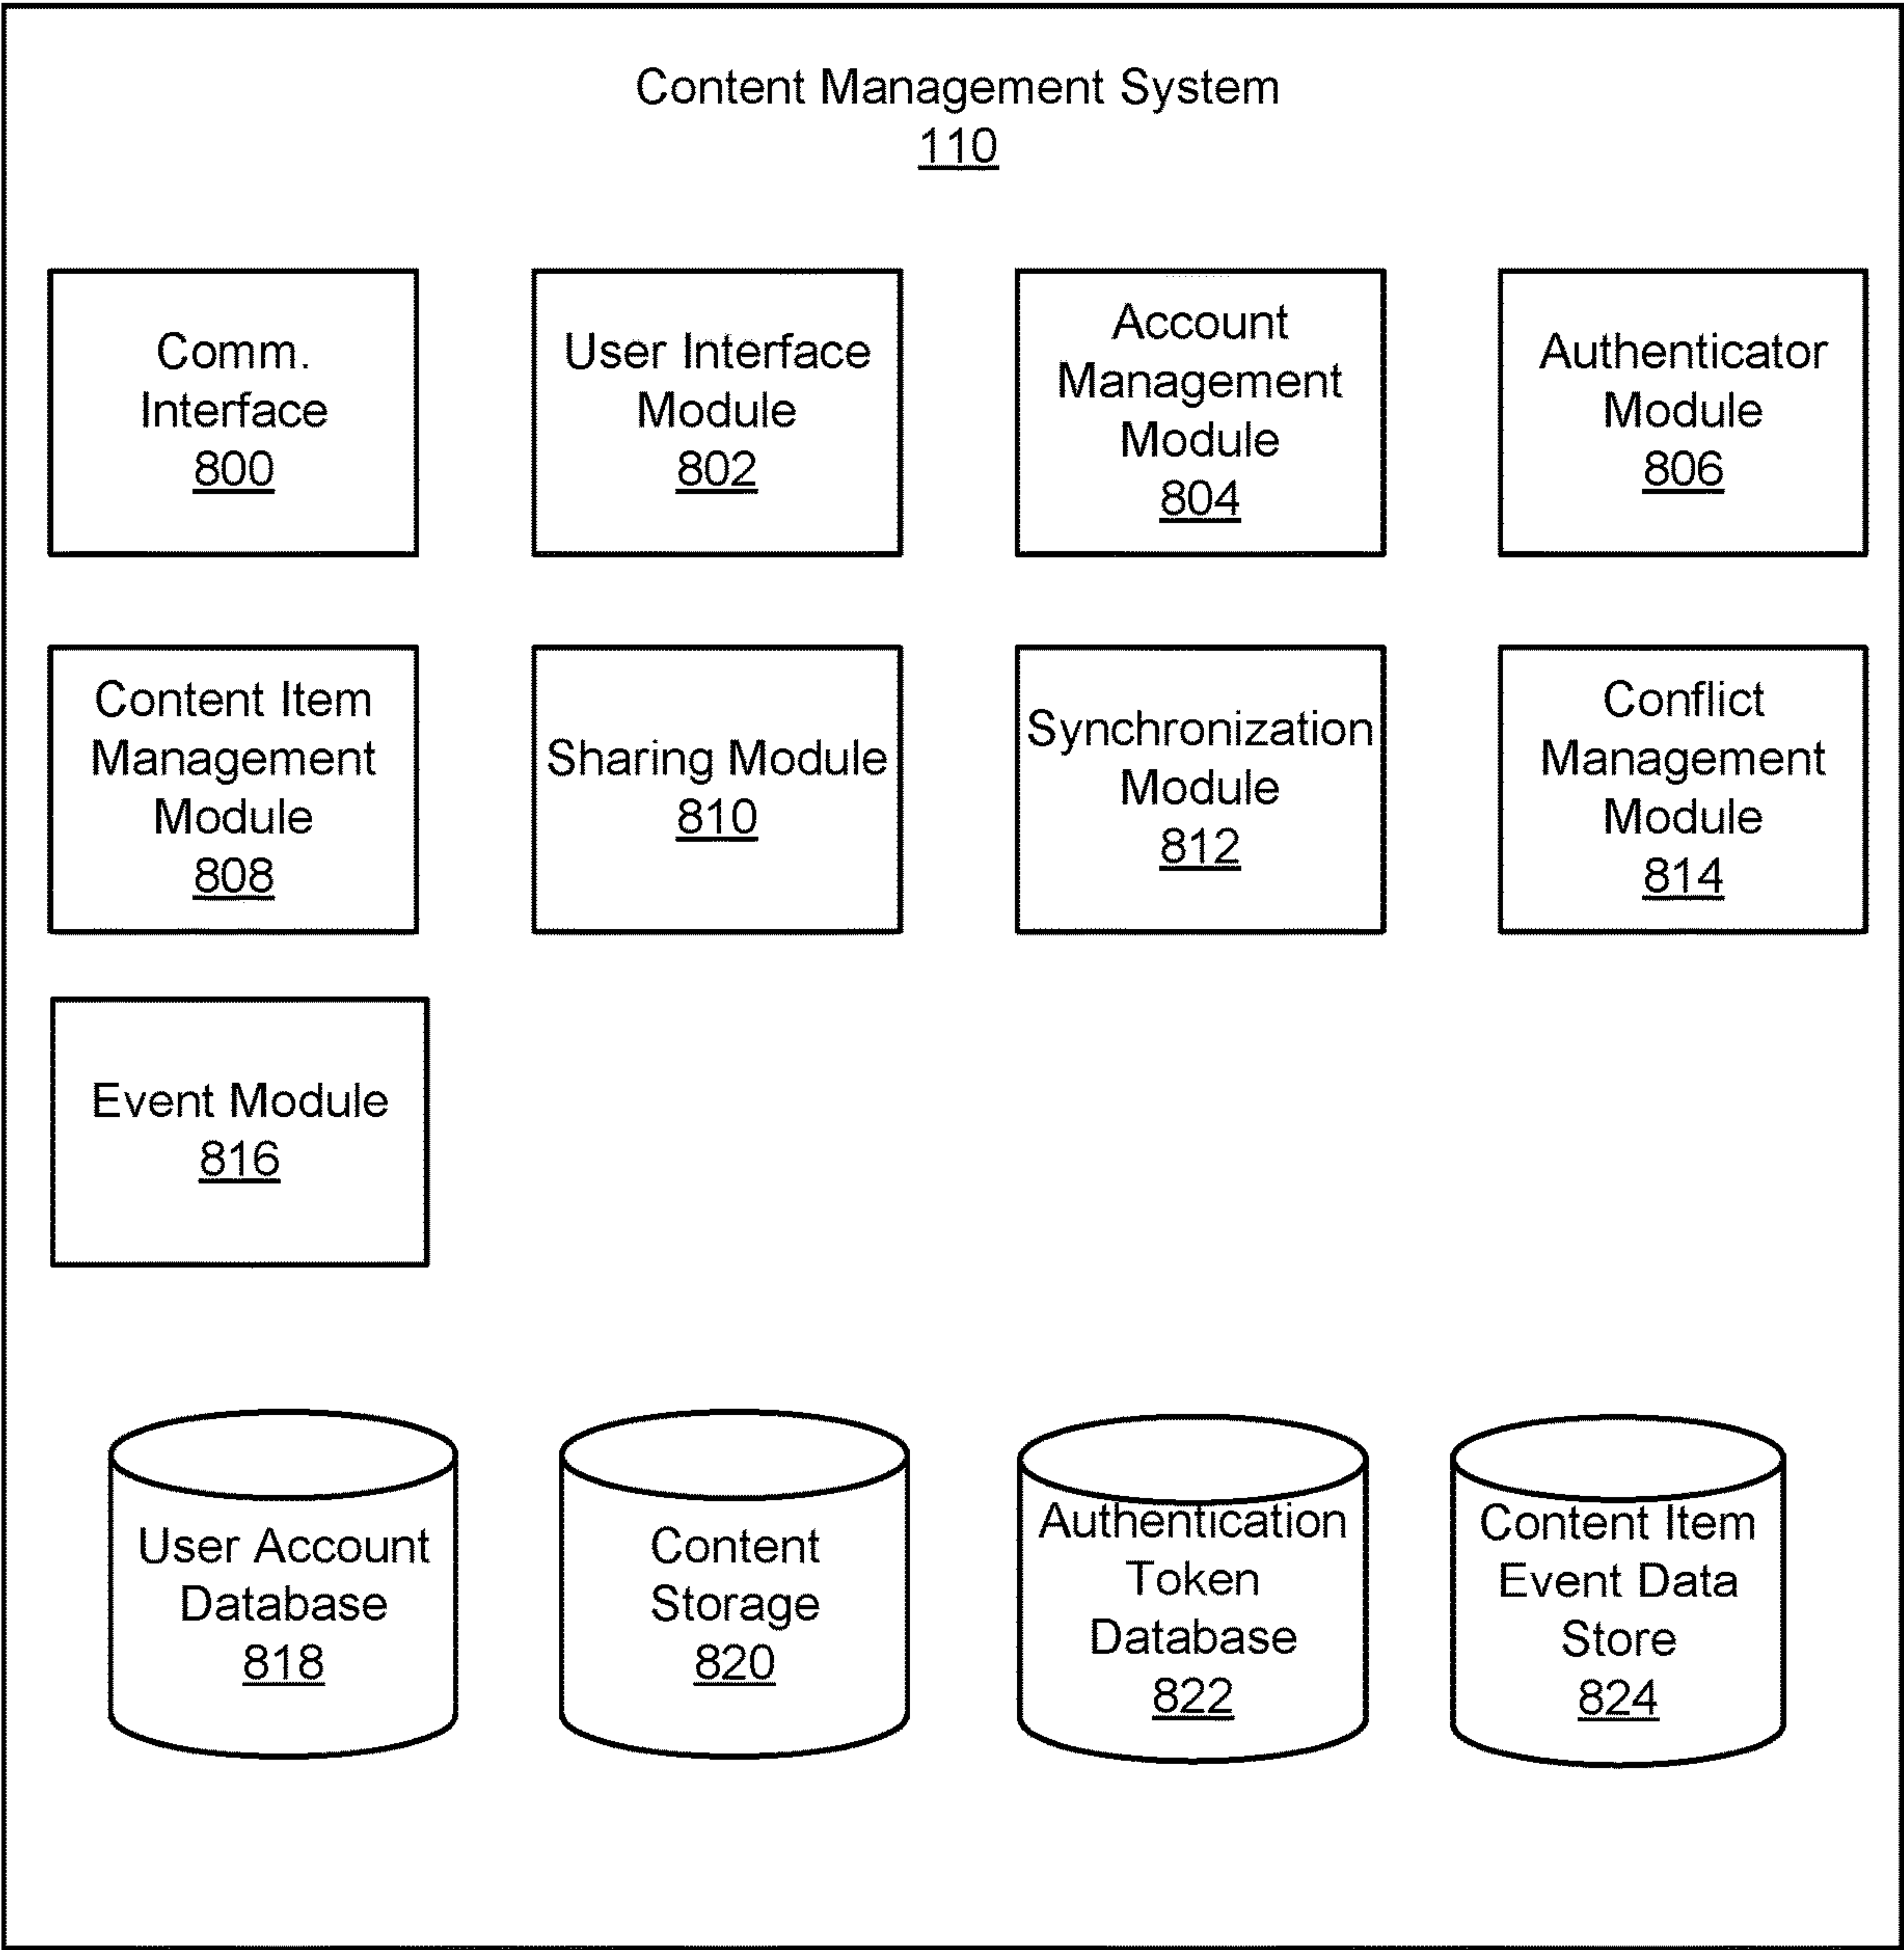 Content Management System
110
Comm.
Interface
800
User Interface
Module
802
Account
Management
Module
804
Authenticator
Module
806
Content Item
Management
Module
808
Sharing Module
810
Synchronization
Module
812
Conflict
Management
Module
814
Event Module
816
User Account
Database
818
Content
Storage
820
Authentication
Token
Database
822
Content Item
Event Data
Store
824